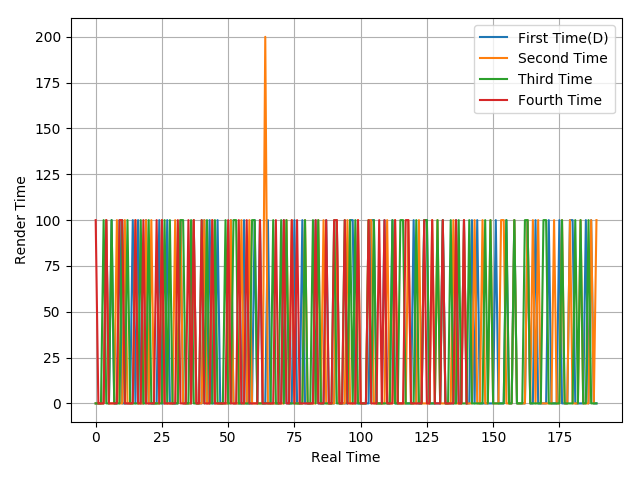 200
175
150
125
100
75
50
25
0
Render Time
First Time(D)
Second Time
Third Time
Fourth Time
0 25 50 75 100 125 150 175
Real Time